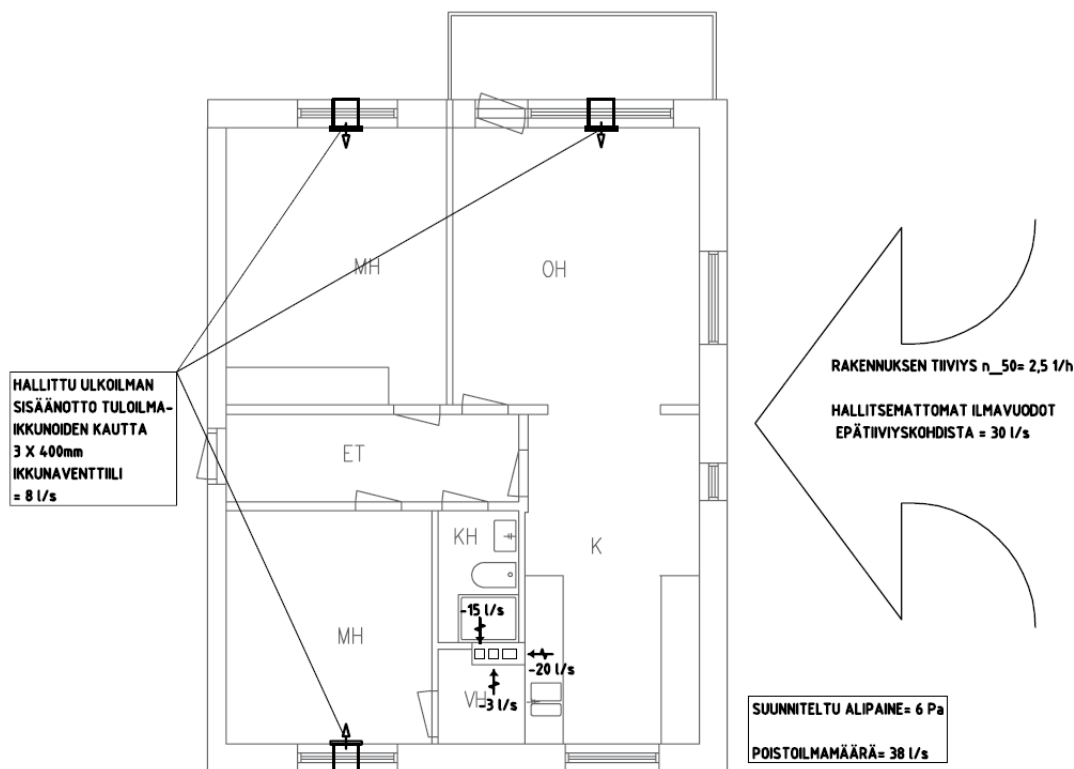 MH
OH
HALLITTU ULKOILMAN
SISÄÄNOTTO TULOILMA-
IKKUNOIDEN KAUTTA
3 X 400mm
IKKUNAVENTTIILI
= 8 l/s
RAKENNUKSEN TIIVIYS n_50= 2,5 1/h
HALLITSEMATTOMAT ILMAVUODOT
EPÄTIIVIYSKOHDISTA = 30 l/s
ET
KH
K
-15 l/s
MH
-20 l/s
VH
-3 l/s
SUUNNITELTU ALIPAINE= 6 Pa
POISTOILMAMÄÄRÄ= 38 l/s